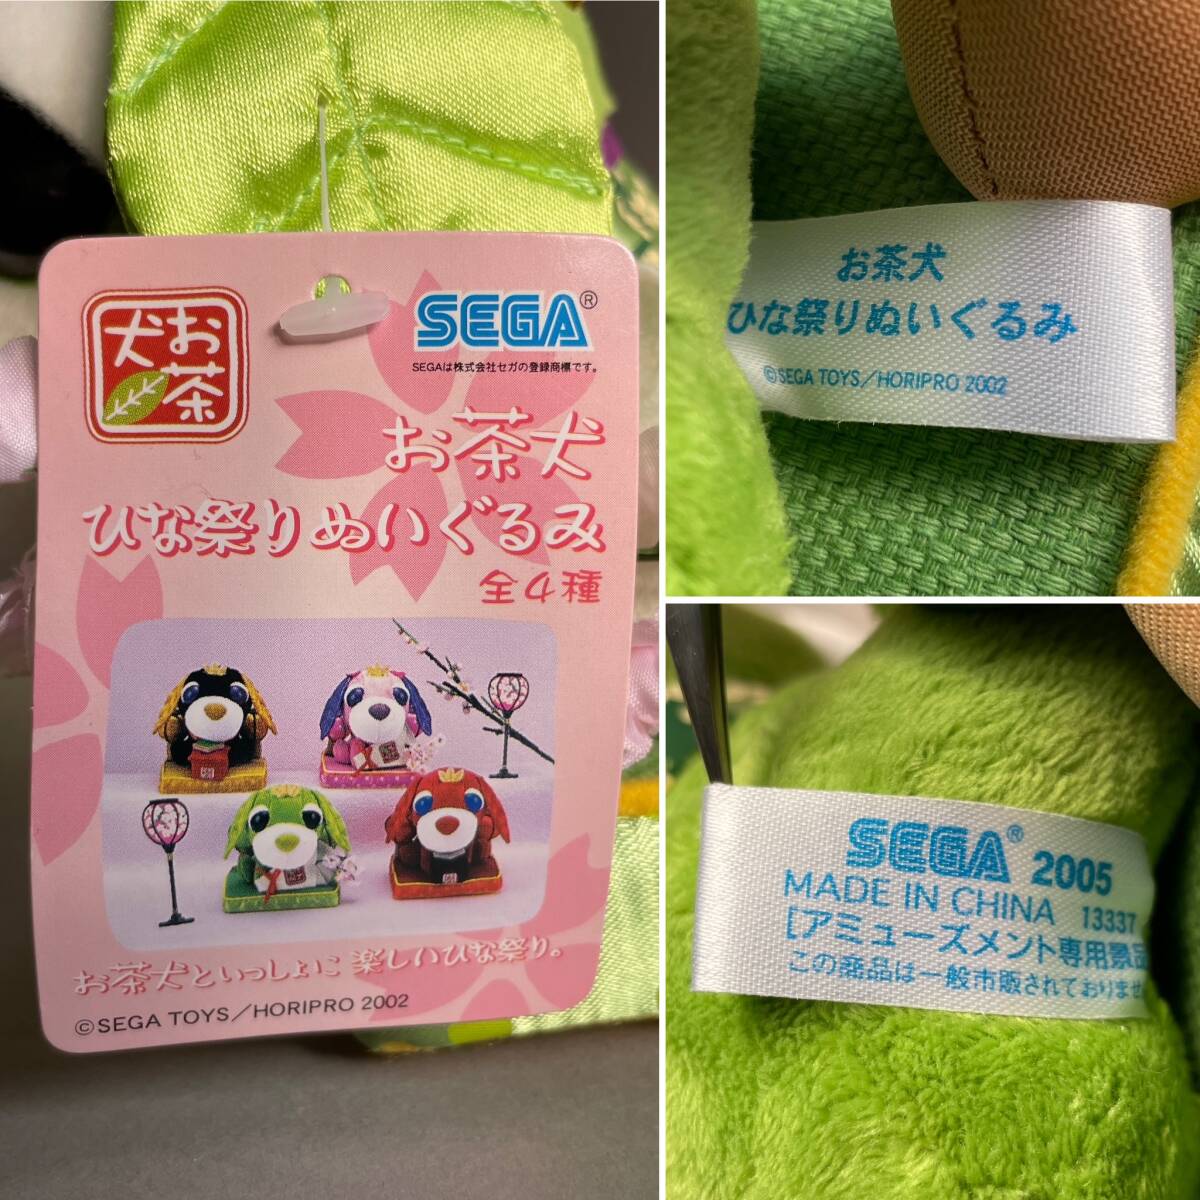 お茶犬
SEGA®
SEGAは株式会社セガの登録商標です。
お茶犬
ひな祭りぬいぐるみ
全4種
お茶犬といっしょに楽しいひな祭り。
©SEGA TOYS/HORIPRO 2002
お茶犬
ひな祭りぬいぐるみ
©SEGA TOYS/HORIPRO 2002
SEGA® 2005
MADE IN CHINA 13337
[アミューズメント専用景品
この商品は一般市販されておりませ